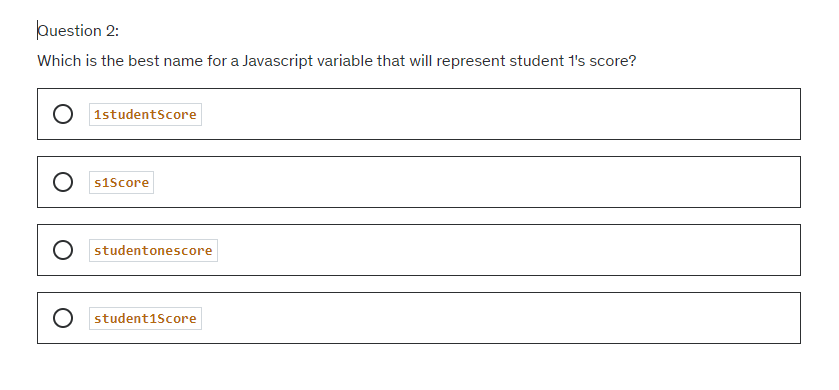 Question 2:
Which is the best name for a Javascript variable that will represent student 1's score?
1studentScore
s1Score
studentonescore
student1Score